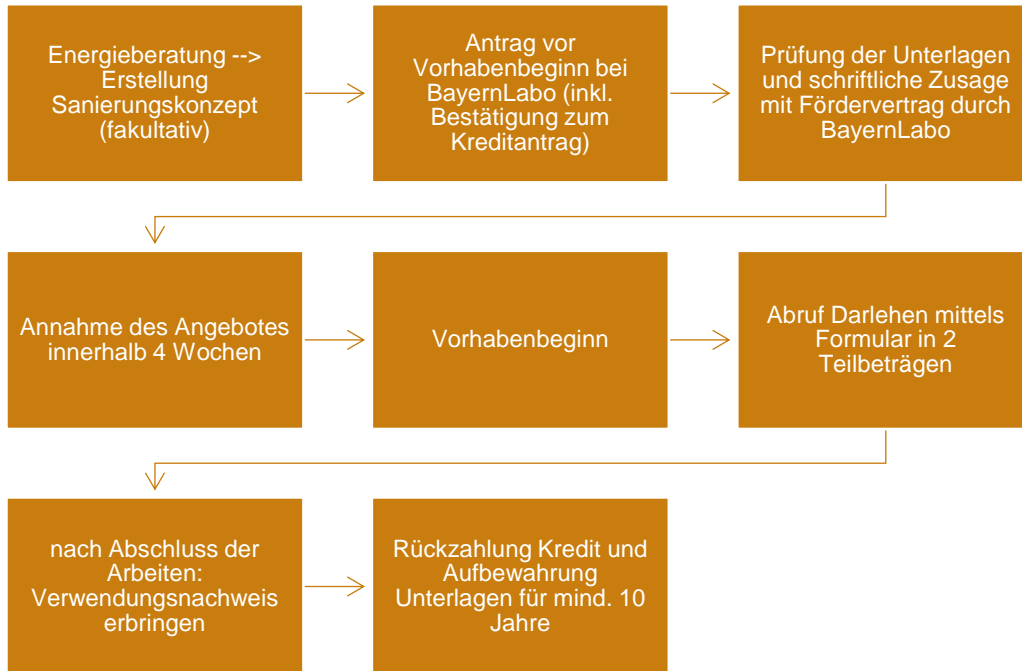 Energieberatung -->
Erstellung
Sanierungskonzept
(fakultativ)
Antrag vor
Vorhabenbeginn bei
BayernLabo (inkl.
Bestätigung zum
Kreditantrag)
Prüfung der Unterlagen
und schriftliche Zusage
mit Fördervertrag durch
BayernLabo
Annahme des Angebotes
innerhalb 4 Wochen
Vorhabenbeginn
Abruf Darlehen mittels
Formular in 2
Teilbeträgen
nach Abschluss der
Arbeiten:
Verwendungsnachweis
erbringen
Rückzahlung Kredit und
Aufbewahrung
Unterlagen für mind. 10
Jahre